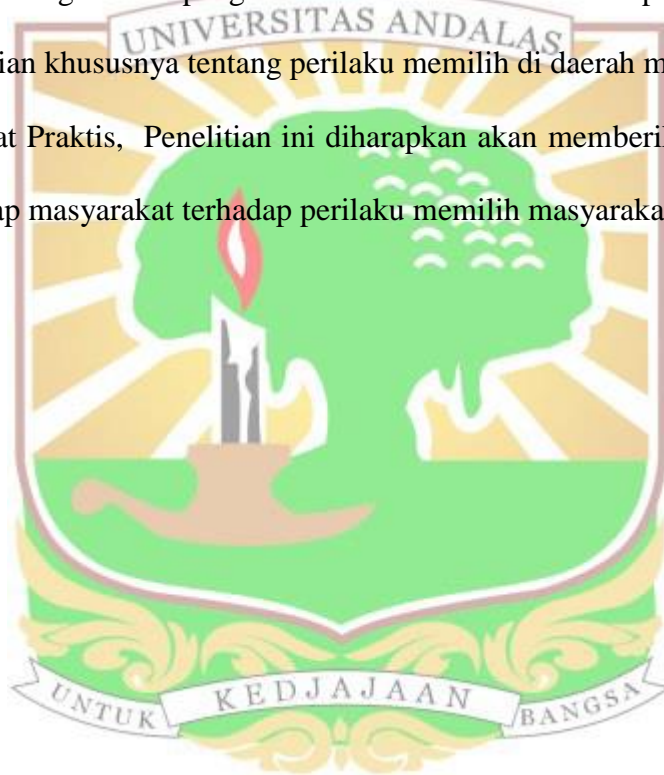 UNIVERSITAS ANDALAS
ian khususnya tentang perilaku memilih di daerah m
at Praktis, Penelitian ini diharapkan akan memberi
ap masyarakat terhadap perilaku memilih masyaraka
UNTUK KEDJAJAAN BANGSA